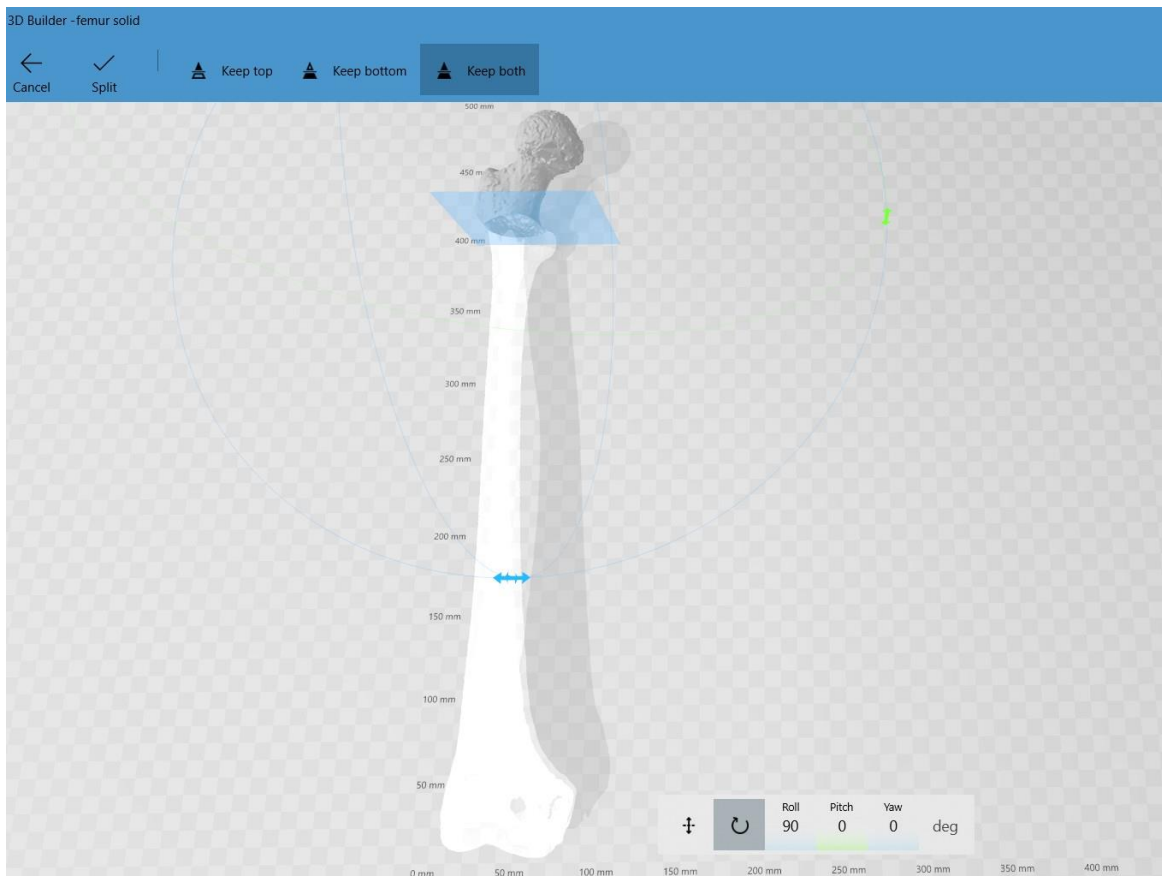 3D Builder -femur solid
Cancel
Split
Keep top
Keep bottom
Keep both
500 mm
450 m
400 mm
350 mm
300 mm
250 mm
200 mm
150 mm
100 mm
50 mm
Roll Pitch Yaw
90 0 0 deg
0 mm 50 mm 100 mm 150 mm 200 mm 250 mm 300 mm 350 mm 400 mm